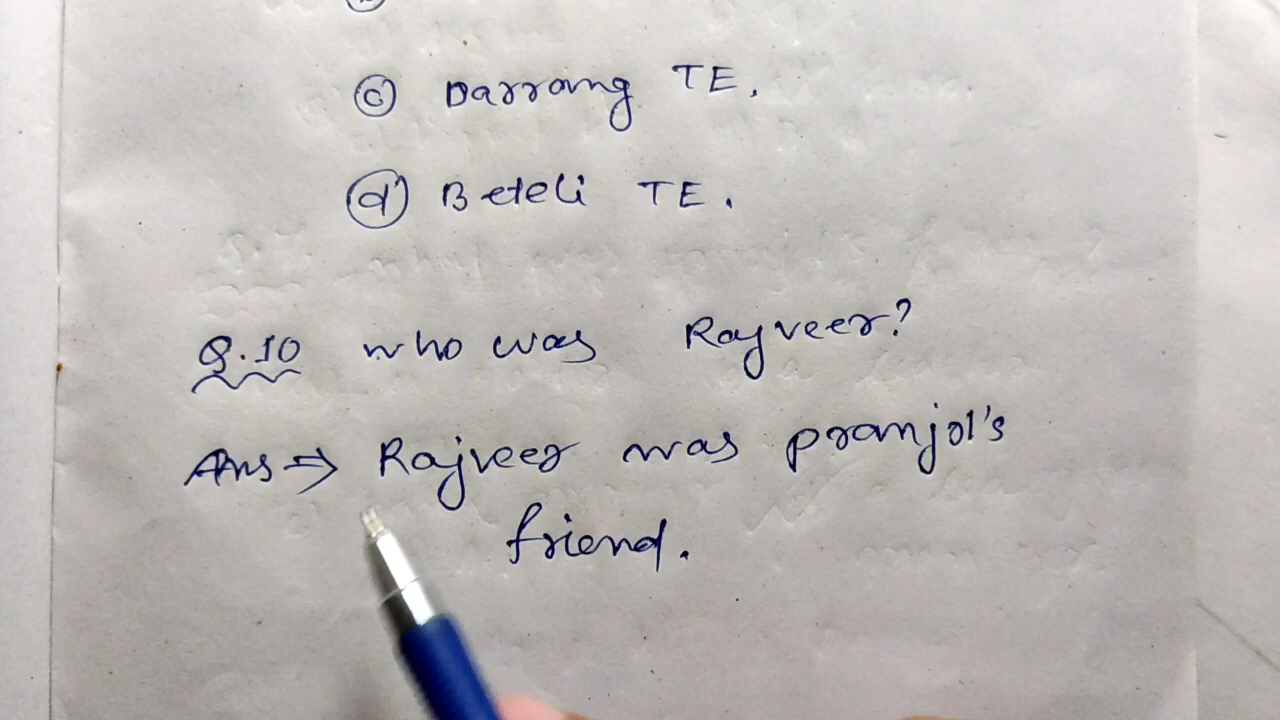 (c) Darrang TE.
(d) Beteli TE.
Q.10 who was Rajveer?
Ans ⇒ Rajveer was pranjol's
friend.